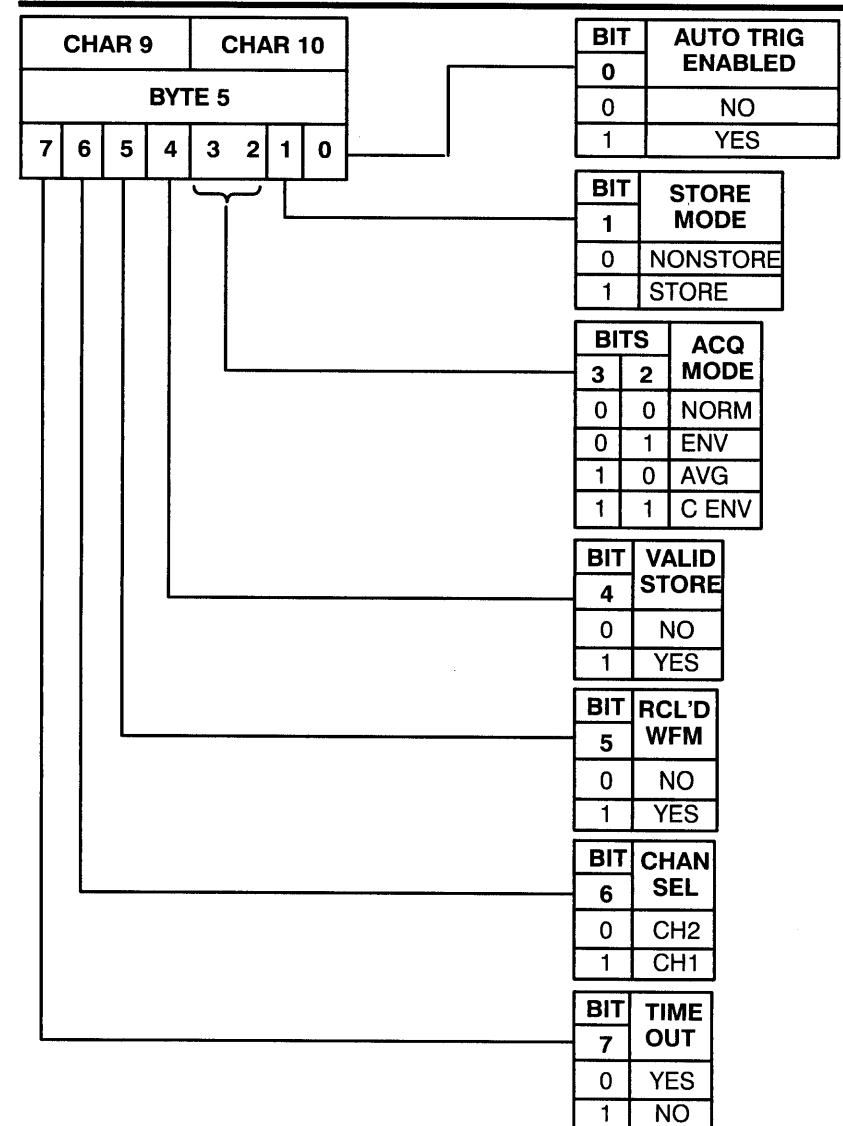 CHAR 9 CHAR 10
BYTE 5
7 6 5 4 3 2 1 0
BIT AUTO TRIG
0 ENABLED
0 NO
1 YES
BIT STORE
1 MODE
0 NONSTORE
1 STORE
BITS ACQ
3 2 MODE
0 0 NORM
0 1 ENV
1 0 AVG
1 1 C ENV
BIT VALID
4 STORE
0 NO
1 YES
BIT RCL'D
5 WFM
0 NO
1 YES
BIT CHAN
6 SEL
0 CH2
1 CH1
BIT TIME
7 OUT
0 YES
1 NO